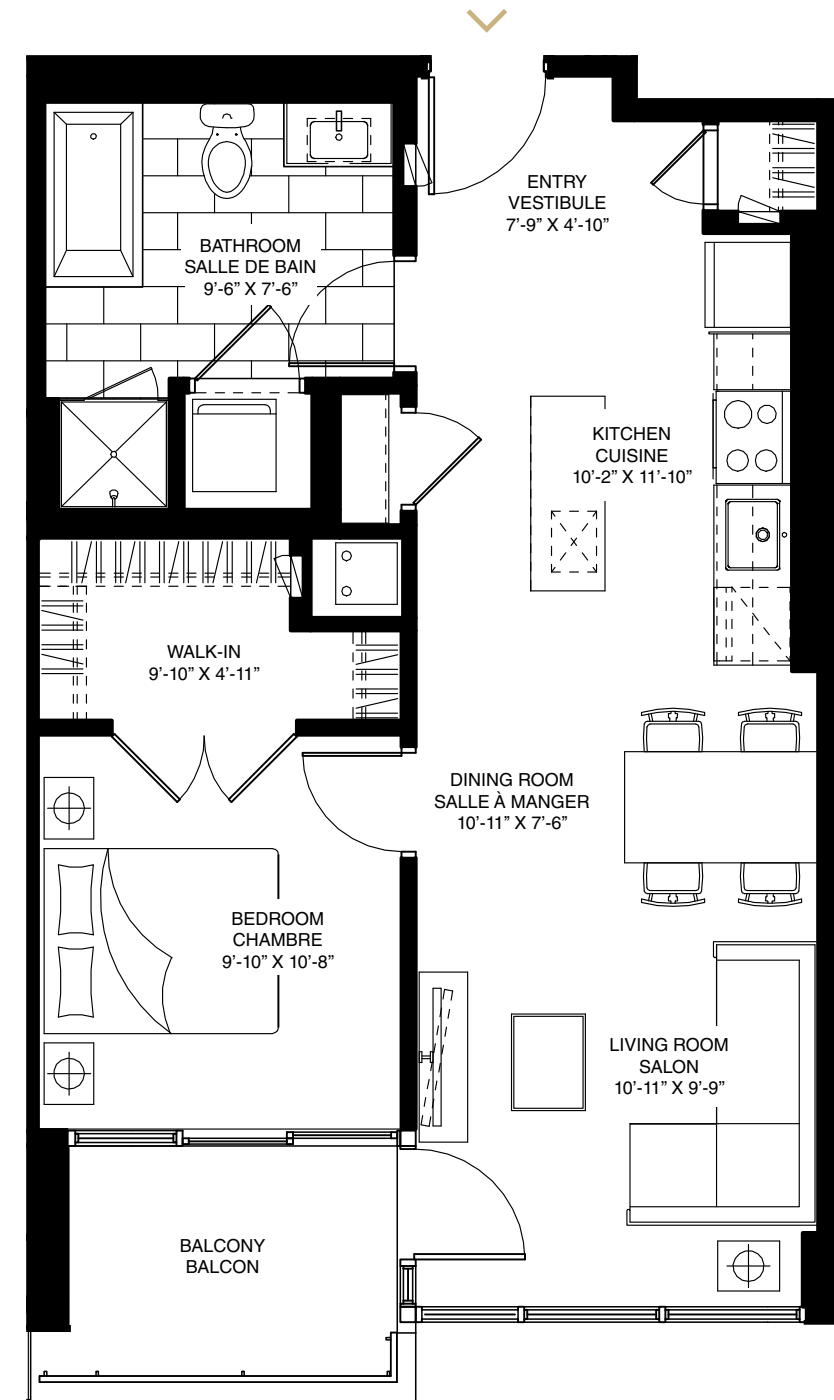 ENTRY
VESTIBULE
7’-9” X 4’-10”
BATHROOM
SALLE DE BAIN
9’-6” X 7’-6”
KITCHEN
CUISINE
10’-2” X 11’-10”
WALK-IN
9’-10” X 4’-11”
DINING ROOM
SALLE À MANGER
10’-11” X 7’-6”
BEDROOM
CHAMBRE
9’-10” X 10’-8”
LIVING ROOM
SALON
10’-11” X 9’-9”
BALCONY
BALCON